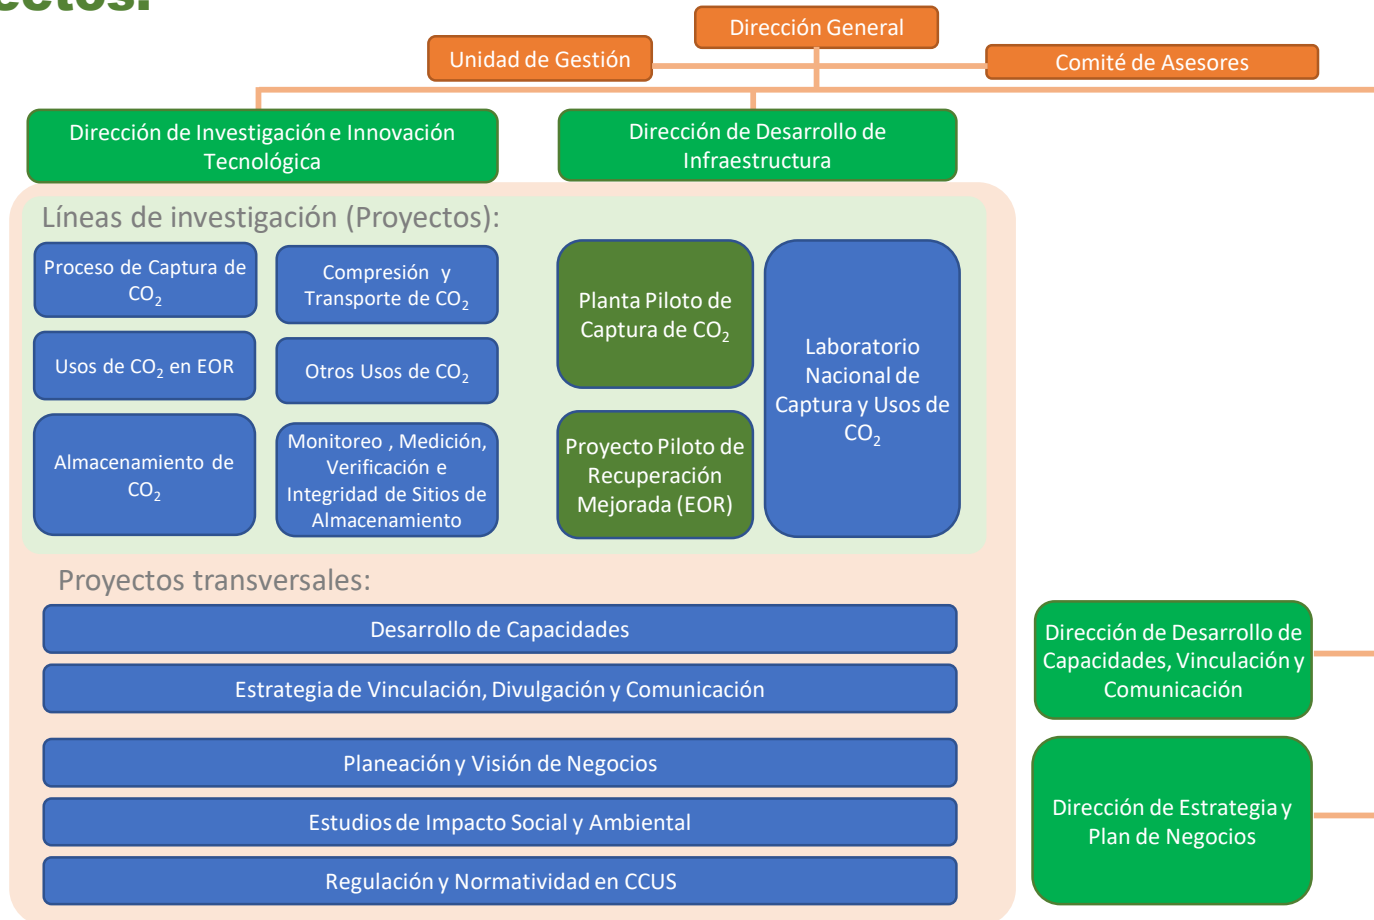 ectos.
Dirección General
Unidad de Gestión
Comité de Asesores
Dirección de Investigación e Innovación
Tecnológica
Dirección de Desarrollo de
Infraestructura
Líneas de investigación (Proyectos):
Proceso de Captura de
CO₂
Compresión y
Transporte de CO₂
Usos de CO₂ en EOR
Otros Usos de CO₂
Almacenamiento de
CO₂
Monitoreo , Medición,
Verificación e
Integridad de Sitios de
Almacenamiento
Planta Piloto de
Captura de CO₂
Proyecto Piloto de
Recuperación
Mejorada (EOR)
Laboratorio
Nacional de
Captura y Usos de
CO₂
Proyectos transversales:
Desarrollo de Capacidades
Estrategia de Vinculación, Divulgación y Comunicación
Planeación y Visión de Negocios
Estudios de Impacto Social y Ambiental
Regulación y Normatividad en CCUS
Dirección de Desarrollo de
Capacidades, Vinculación y
Comunicación
Dirección de Estrategia y
Plan de Negocios